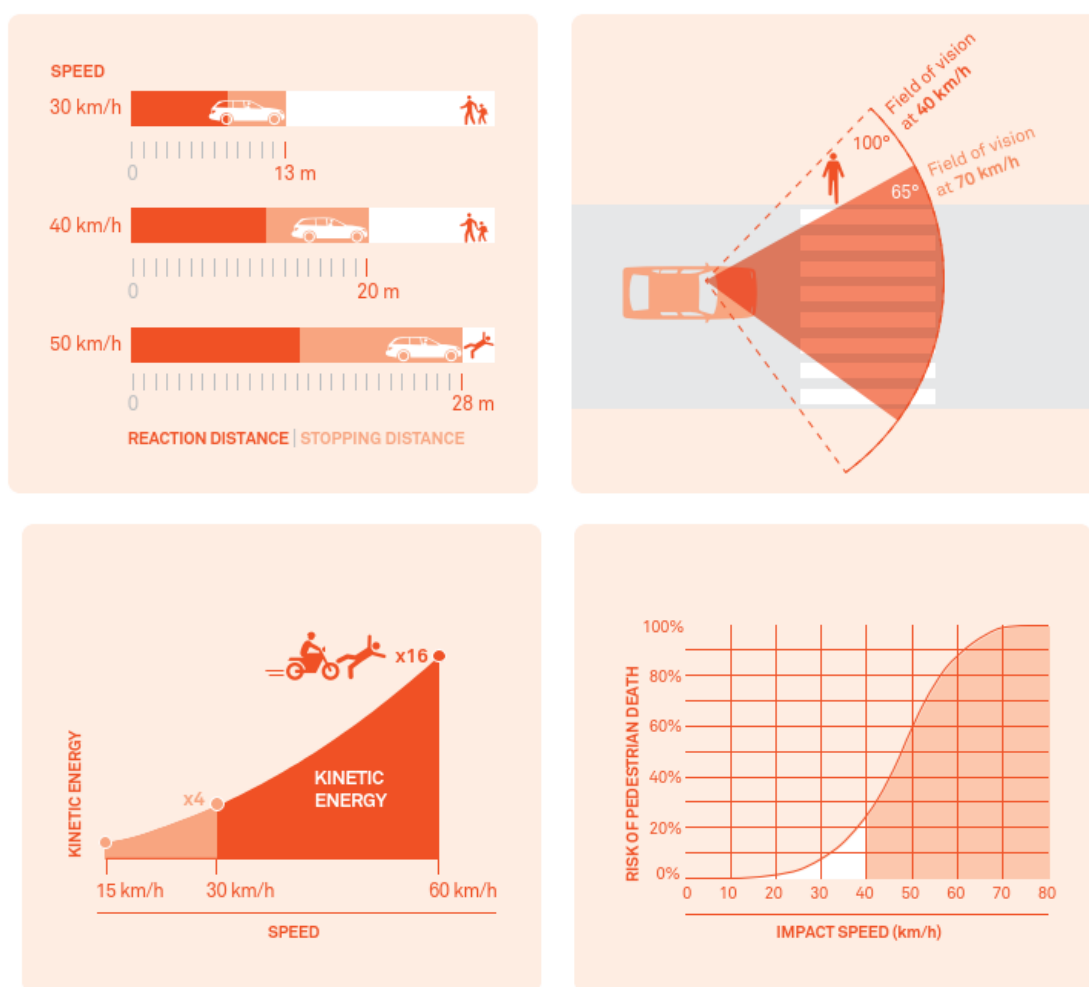 SPEED
30 km/h
0
13 m
40 km/h
0
20 m
50 km/h
0
28 m
REACTION DISTANCE | STOPPING DISTANCE
Field of vision
at 40 km/h
100°
Field of vision
at 70 km/h
65°
KINETIC ENERGY
x4
x16
KINETIC
ENERGY
15 km/h 30 km/h 60 km/h
SPEED
RISK OF PEDESTRIAN DEATH
100%
80%
60%
40%
20%
0%
0 10 20 30 40 50 60 70 80
IMPACT SPEED (km/h)